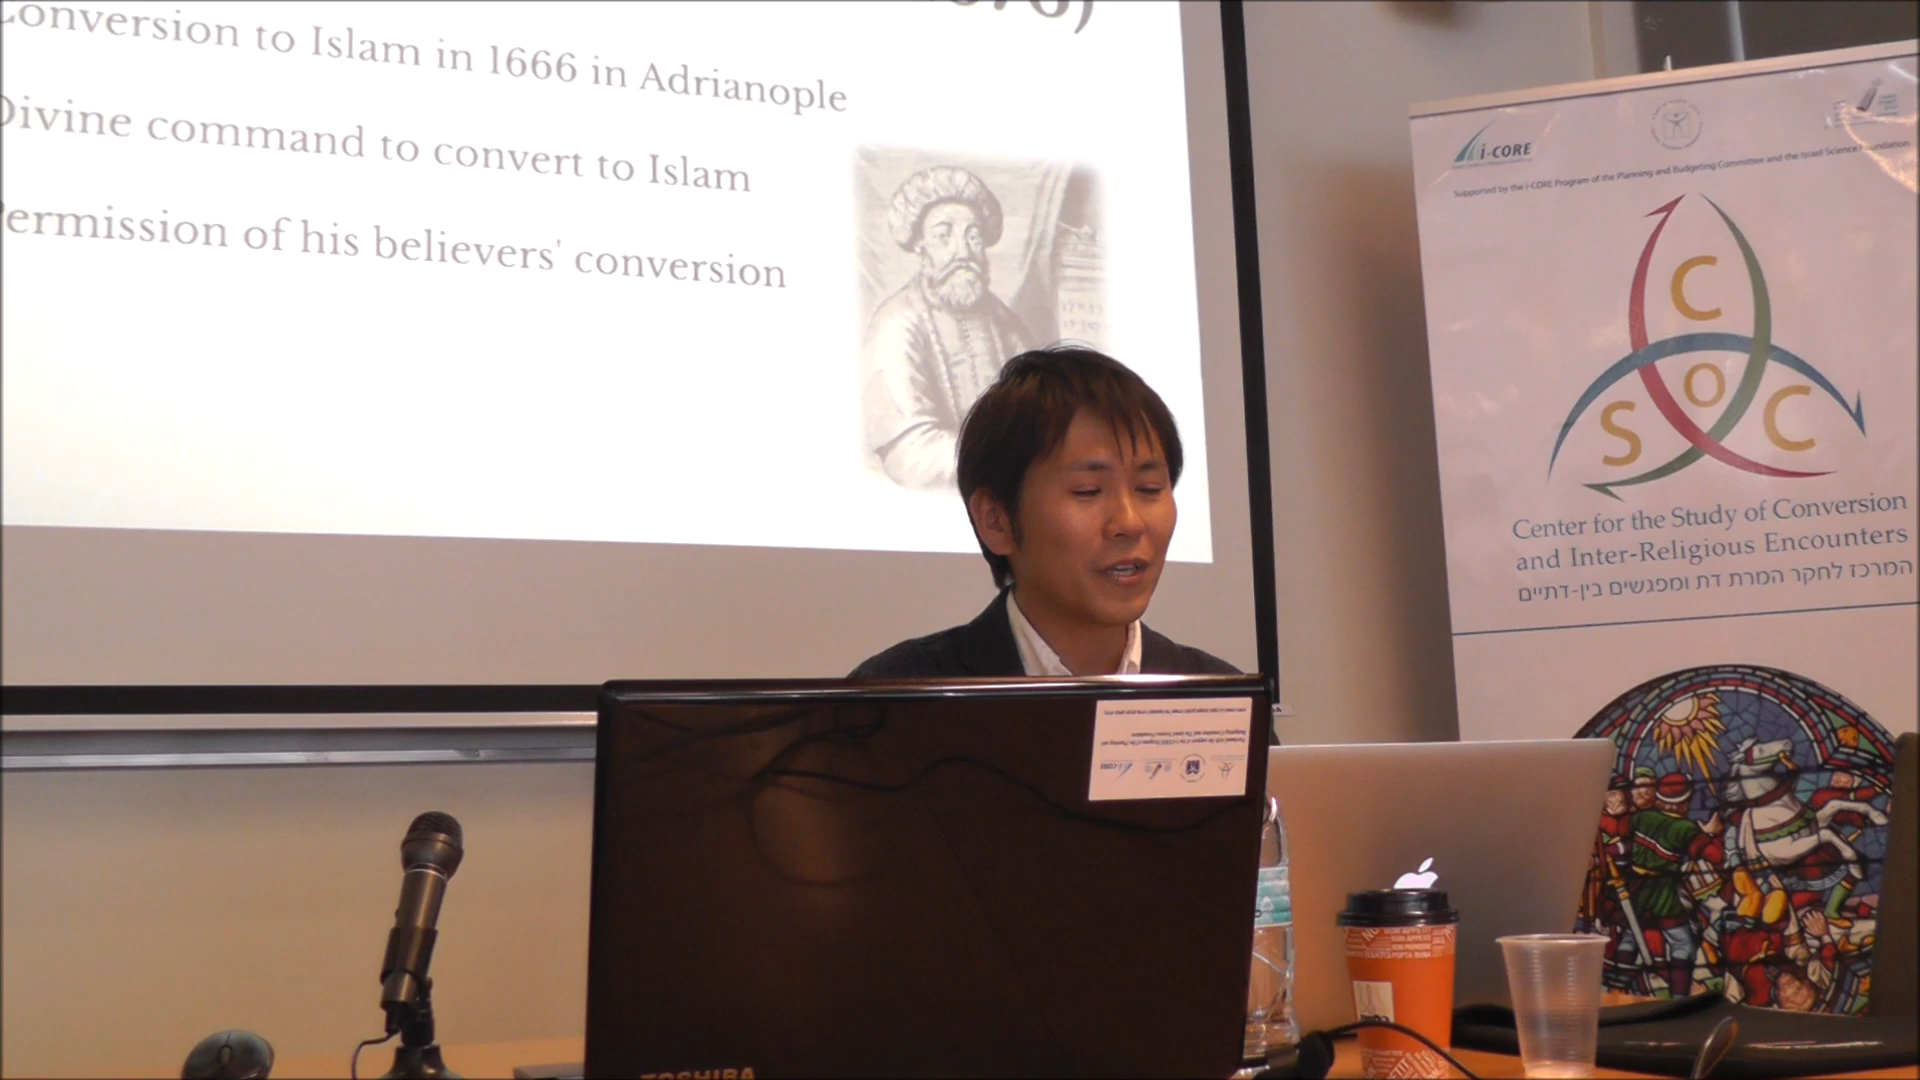 Conversion to Islam in 1666 in Adrianople
Divine command to convert to Islam
ermission of his believers' conversion
i-CORE
Supported by the I-CORE Program of the Planning and Budgeting Committee and the Israel Science Foundation
C
S O C
Center for the Study of Conversion
and Inter-Religious Encounters
המרכז לחקר המרת דת ומפגשים בין-דתיים
i-CORE
TOSHIBA